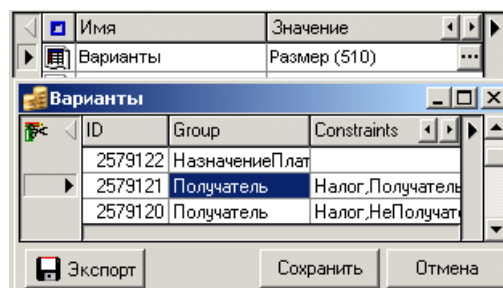 Имя Значение
Варианты Размер (510)
Варианты
ID Group Constraints
2579122 НазначениеПлат
2579121 Получатель Налог,Получатель
2579120 Получатель Налог,НеПолучат
Экспорт Сохранить Отмена